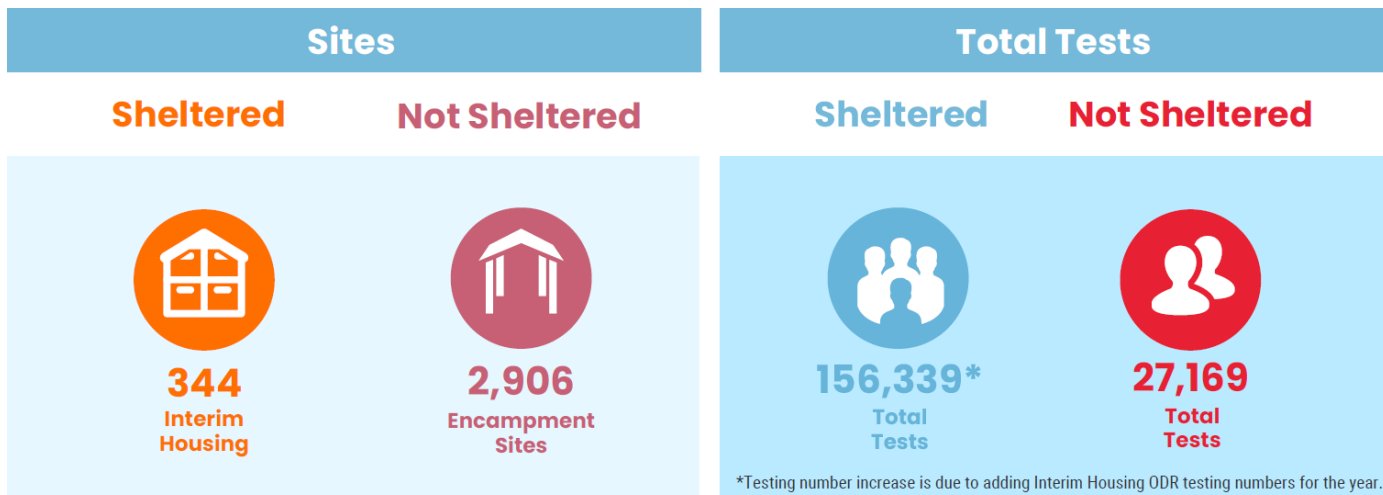 Sites
Sheltered
Not Sheltered
344
Interim
Housing
2,906
Encampment
Sites
Total Tests
Sheltered
Not Sheltered
156,339*
Total
Tests
27,169
Total
Tests
*Testing number increase is due to adding Interim Housing ODR testing numbers for the year.